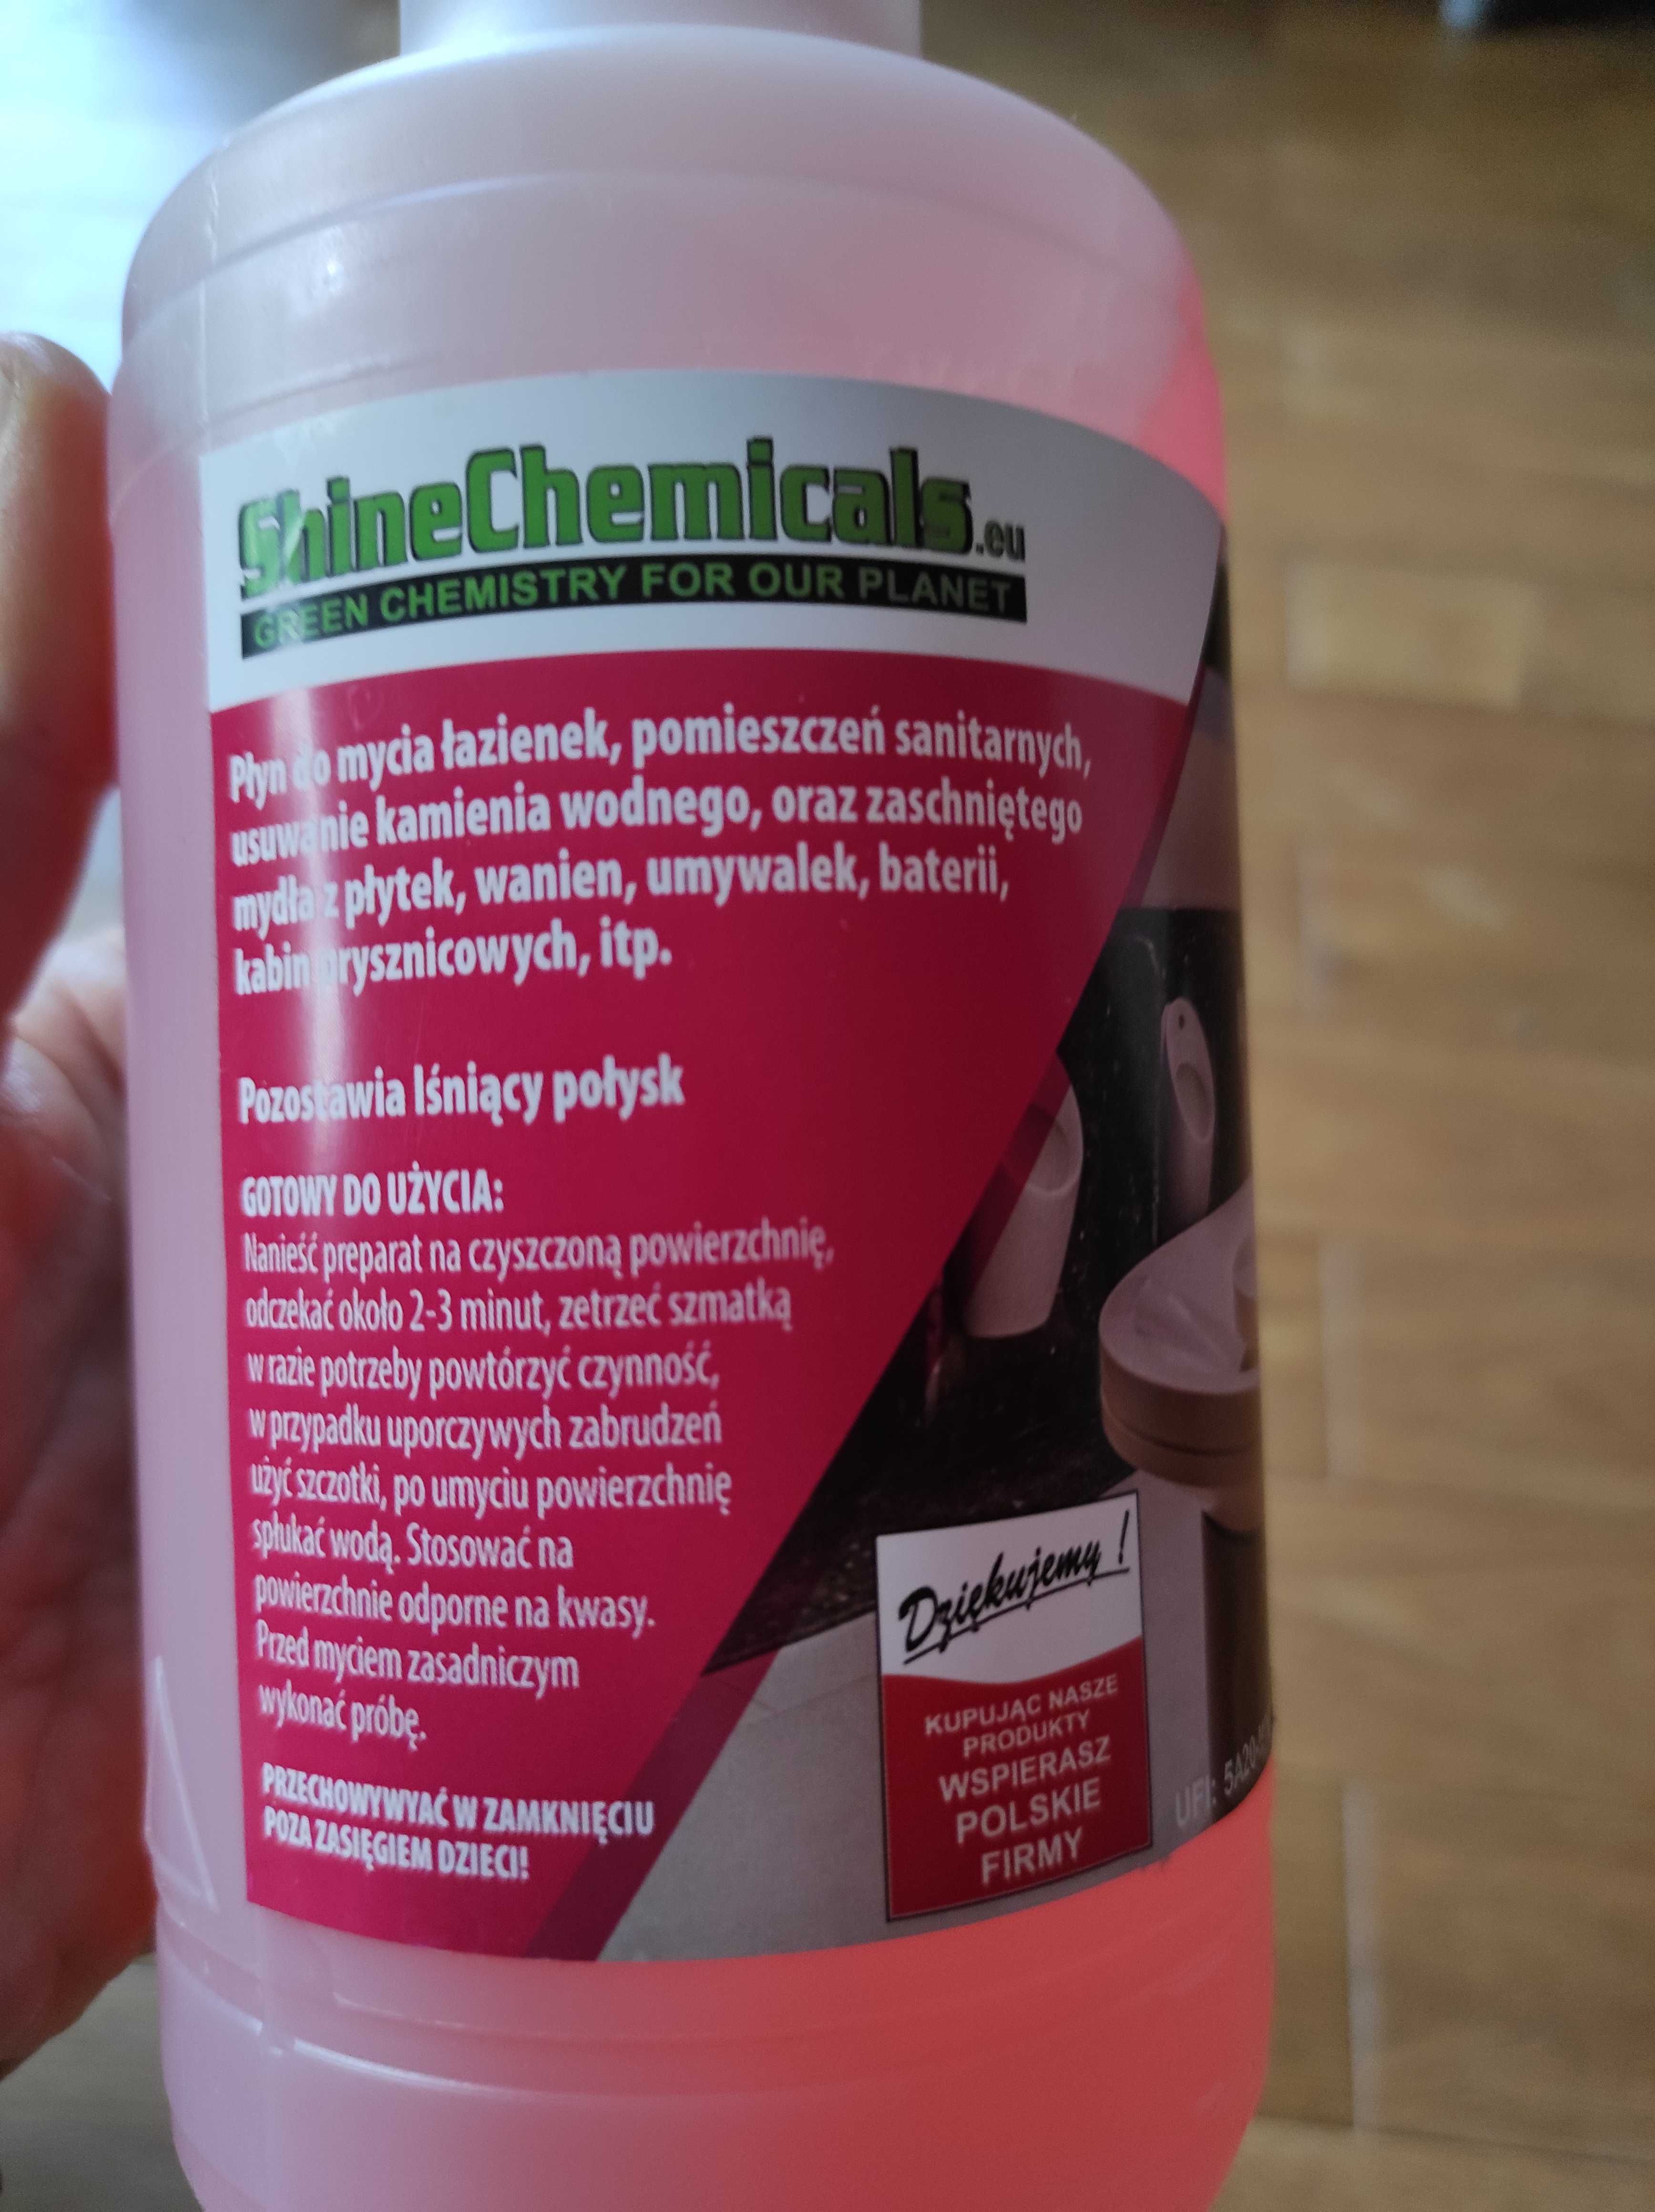 ShineChemicals.eu
GREEN CHEMISTRY FOR OUR PLANET
Płyn do mycia łazienek, pomieszczeń sanitarnych,
usuwanie kamienia wodnego, oraz zaschniętego
mydła z płytek, wanien, umywalek, baterii,
kabin prysznicowych, itp.
Pozostawia lśniący połysk
GOTOWY DO UŻYCIA:
Nanieść preparat na czyszczoną powierzchnię,
odczekać około 2-3 minut, zetrzeć szmatką
w razie potrzeby powtórzyć czynność,
w przypadku uporczywych zabrudzeń
użyć szczotki, po umyciu powierzchnię
spłukać wodą. Stosować na
powierzchnie odporne na kwasy.
Przed myciem zasadniczym
wykonać próbę.
PRZECHOWYWYAĆ W ZAMKNIĘCIU
POZA ZASIĘGIEM DZIECI!
Dziękujemy !
KUPUJĄC NASZE
PRODUKTY
WSPIERASZ
POLSKIE
FIRMY
UFI: